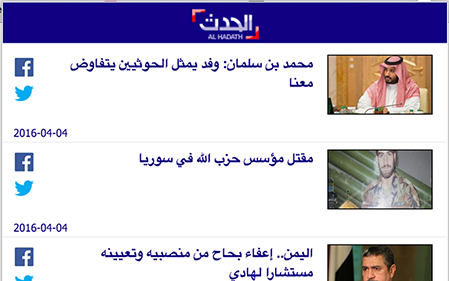 الحدث
AL HADATH
محمد بن سلمان: وفد يمثل الحوثيين يتفاوض
معنا
2016-04-04
مقتل مؤسس حزب الله في سوريا
2016-04-04
اليمن.. إعفاء بحاح من منصبيه وتعيينه
مستشارا لهادي